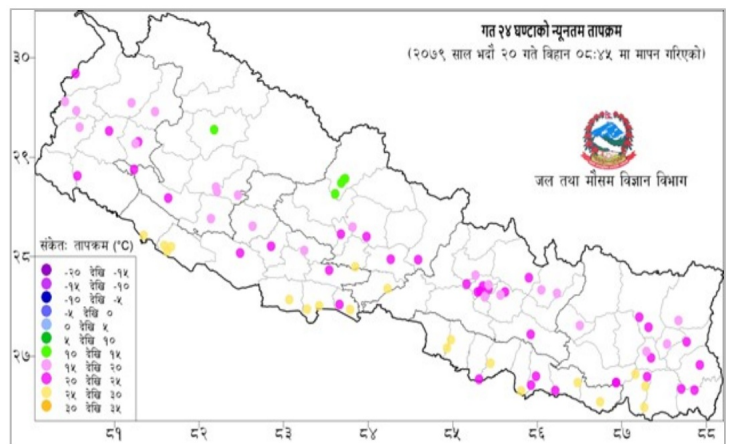 गत २४ घण्टाको न्यूनतम तापक्रम
(२०७९ साल भदौ २० गते बिहान ०८:४५ मा मापन गरिएको)
३०
२९
जल तथा मौसम विज्ञान विभाग
२८
संकेतः तापक्रम (°C)
-२० देखि -१५
-१५ देखि -१०
-१० देखि -५
-५ देखि ०
० देखि ५
५ देखि १०
१० देखि १५
१५ देखि २०
२० देखि २५
२५ देखि ३०
३० देखि ३५
२७
८१ ८२ ८३ ८४ ८५ ८६ ८७ ८८